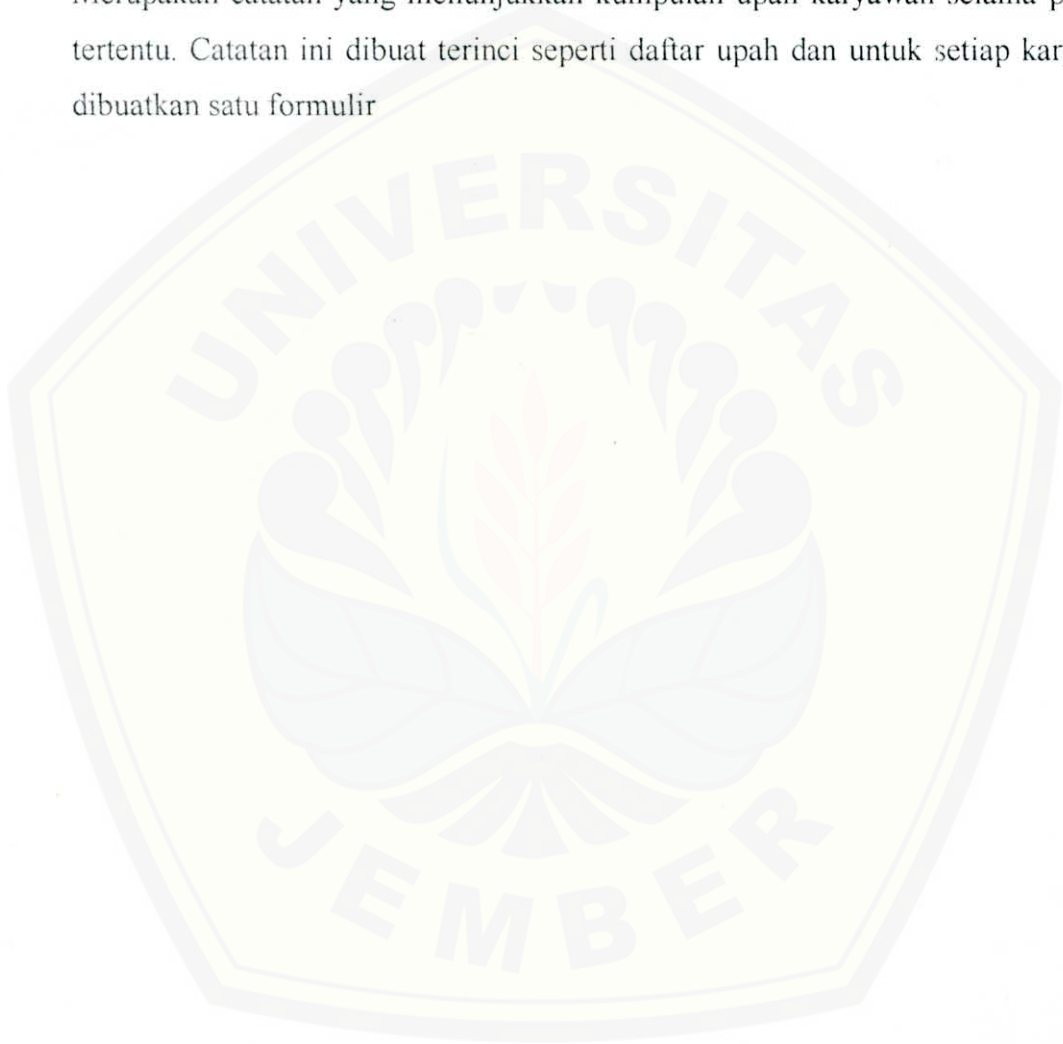 Merupakan catatan yang menunjukkan kumpulan upah karyawan selama p
tertentu. Catatan ini dibuat terinci seperti daftar upah dan untuk setiap kar
dibuatkan satu formulir
UNIVERSITAS
JEMBER